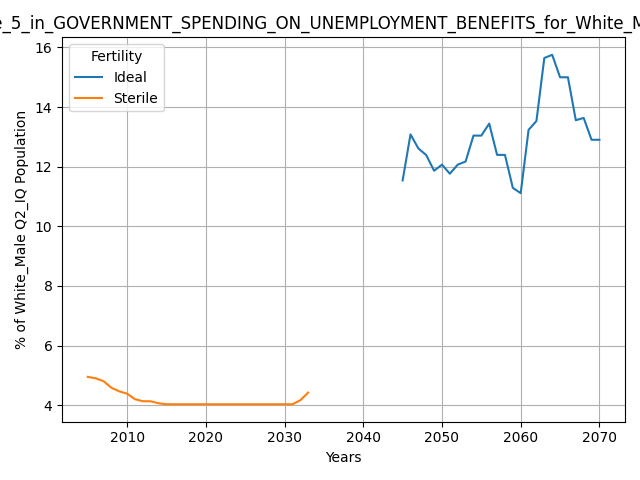 _5_in_GOVERNMENT_SPENDING_ON_UNEMPLOYMENT_BENEFITS_for_White_M
Fertility
Ideal
Sterile
% of White_Male Q2_IQ Population
16
14
12
10
8
6
4
2010
2020
2030
2040
2050
2060
2070
Years